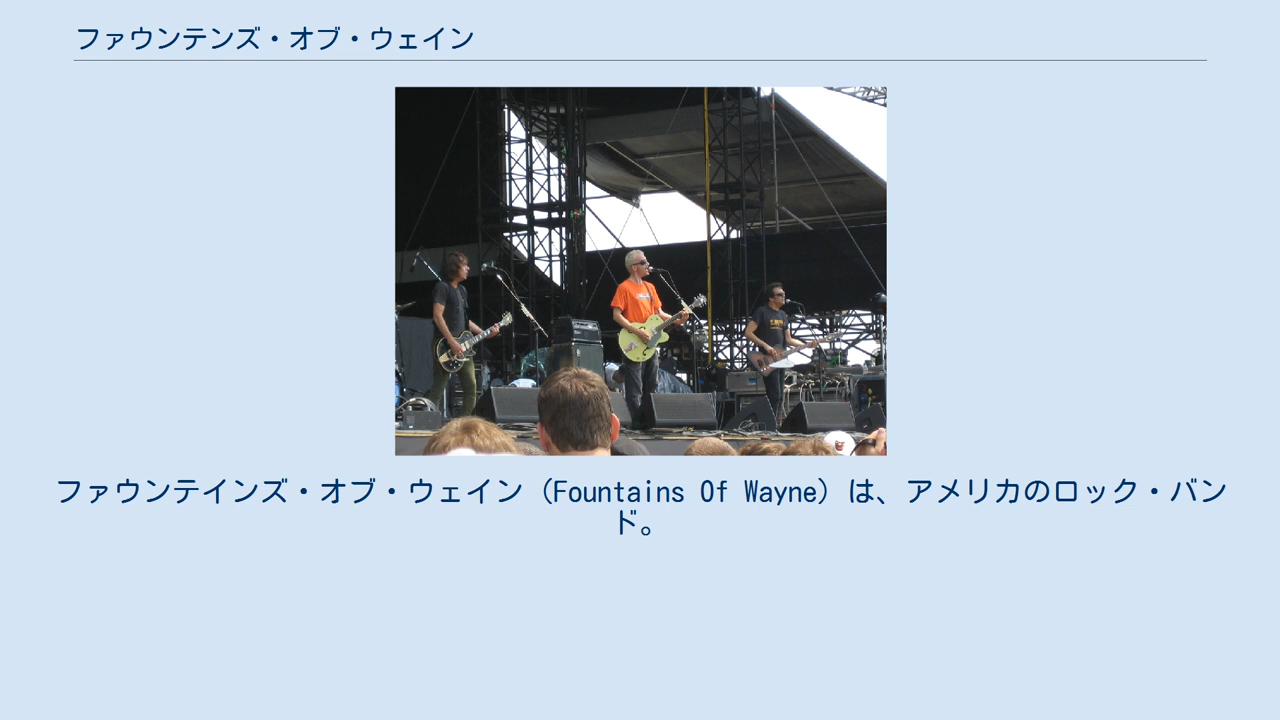 ファウンテンズ・オブ・ウェイン
ファウンテインズ・オブ・ウェイン（Fountains Of Wayne）は、アメリカのロック・バン
ド。